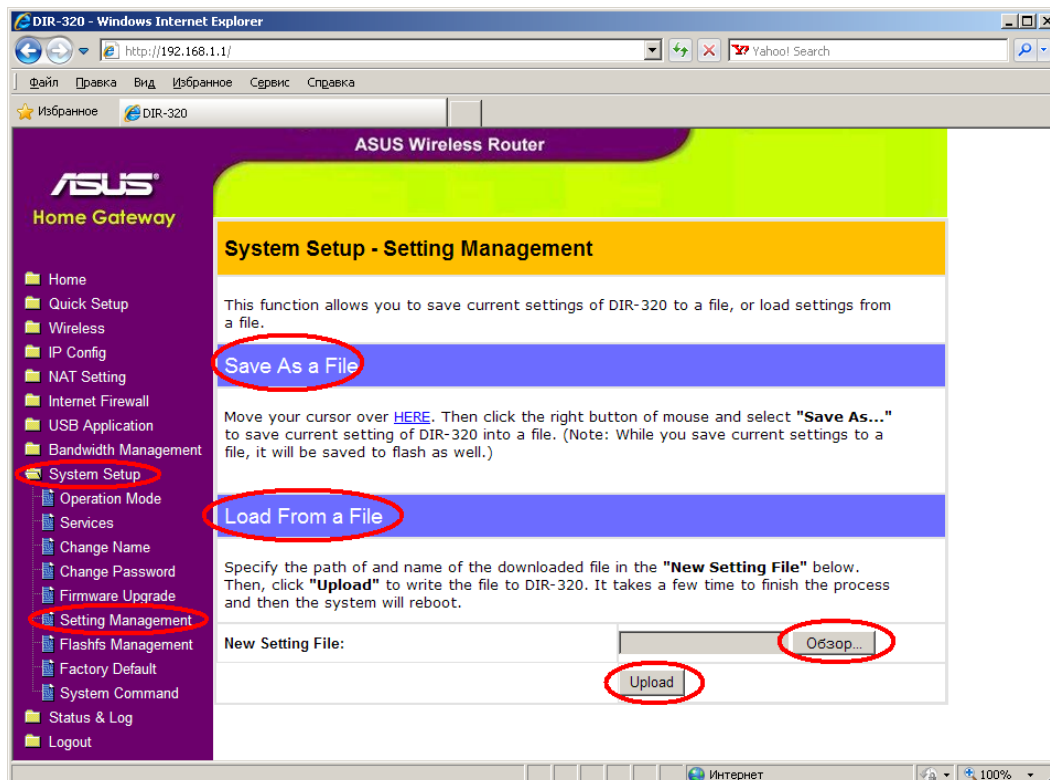 DIR-320 - Windows Internet Explorer
http://192.168.1.1/
Yahoo! Search
Файл Правка Вид Избранное Сервис Справка
Избранное DIR-320
ASUS Wireless Router
ASUS
Home Gateway
Home
Quick Setup
Wireless
IP Config
NAT Setting
Internet Firewall
USB Application
Bandwidth Management
System Setup
Operation Mode
Services
Change Name
Change Password
Firmware Upgrade
Setting Management
Flashfs Management
Factory Default
System Command
Status & Log
Logout
System Setup - Setting Management
This function allows you to save current settings of DIR-320 to a file, or load settings from
a file.
Save As a File
Move your cursor over HERE. Then click the right button of mouse and select "Save As..."
to save current setting of DIR-320 into a file. (Note: While you save current settings to a
file, it will be saved to flash as well.)
Load From a File
Specify the path of and name of the downloaded file in the "New Setting File" below.
Then, click "Upload" to write the file to DIR-320. It takes a few time to finish the process
and then the system will reboot.
New Setting File:
Обзор...
Upload
Интернет
100%